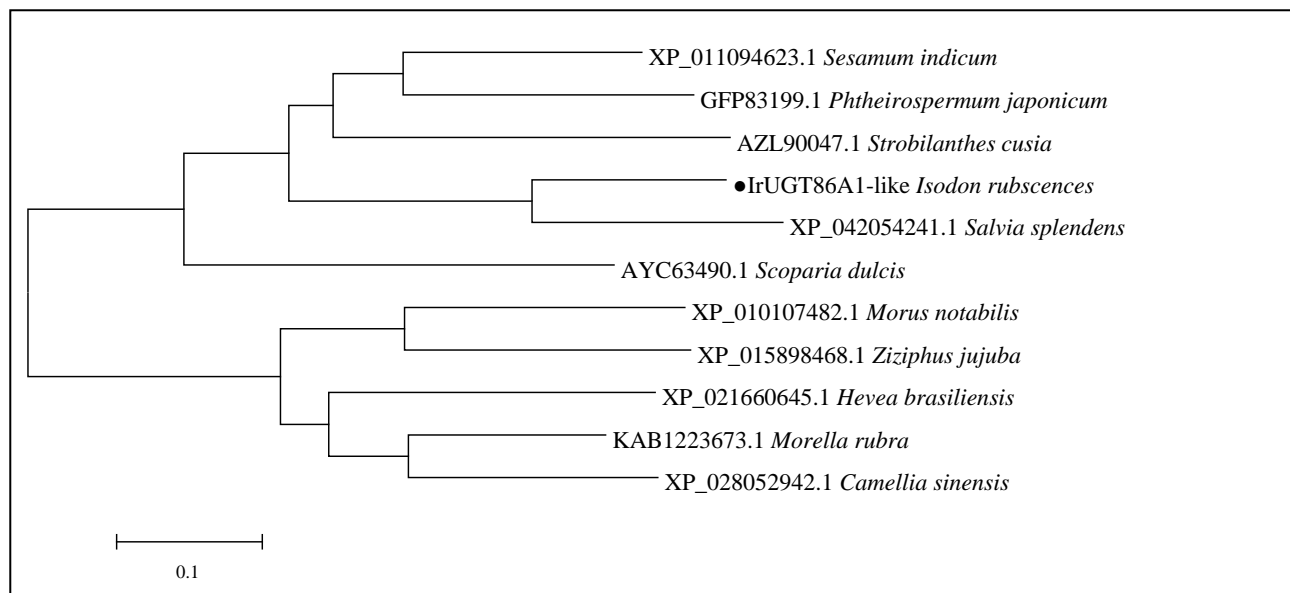 XP_011094623.1 Sesamum indicum
GFP83199.1 Phtheirospermum japonicum
AZL90047.1 Strobilanthes cusia
●IrUGT86A1-like Isodon rubscences
XP_042054241.1 Salvia splendens
AYC63490.1 Scoparia dulcis
XP_010107482.1 Morus notabilis
XP_015898468.1 Ziziphus jujuba
XP_021660645.1 Hevea brasiliensis
KAB1223673.1 Morella rubra
XP_028052942.1 Camellia sinensis
0.1